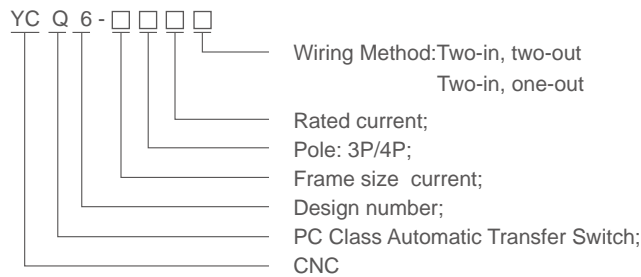 YC Q 6 - □ □ □ □
Wiring Method:Two-in, two-out
Two-in, one-out
Rated current;
Pole: 3P/4P;
Frame size current;
Design number;
PC Class Automatic Transfer Switch;
CNC